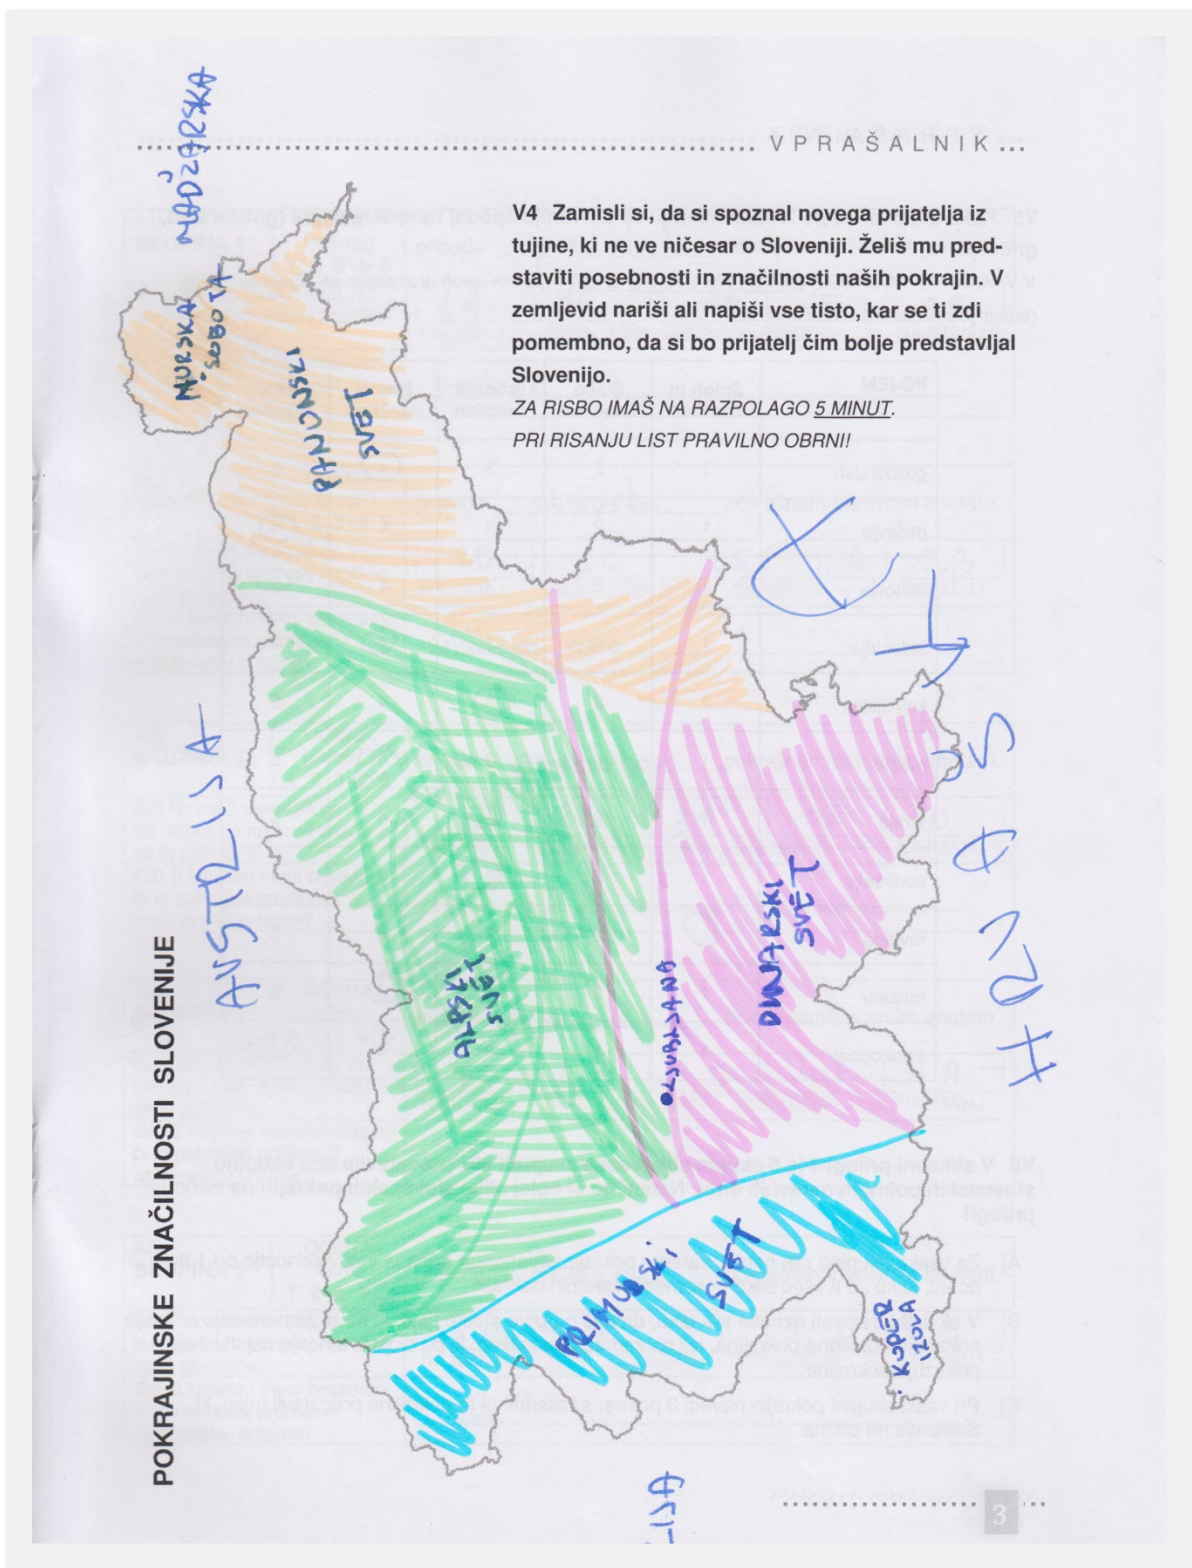 VPRAŠALNIK
V4 Zamisli si, da si spoznal novega prijatelja iz
tujine, ki ne ve ničesar o Sloveniji. Želiš mu pred-
staviti posebnosti in značilnosti naših pokrajin. V
zemljevid nariši ali napiši vse tisto, kar se ti zdi
pomembno, da si bo prijatelj čim bolje predstavljal
Slovenijo.
ZA RISBO IMAŠ NA RAZPOLAGO 5 MINUT.
PRI RISANJU LIST PRAVILNO OBRNI!
POKRAJINSKE ZNAČILNOSTI SLOVENIJE
MADŽARSKA
MURSKA
SOBOTA
PANONSKI
SVET
AVSTRIJA
ALPSKI
SVET
LJUBLJANA
DINARSKI
SVET
HRVAŠKA
PRIMORSKI
SVET
KOPER
IZOLA
LIJA
3